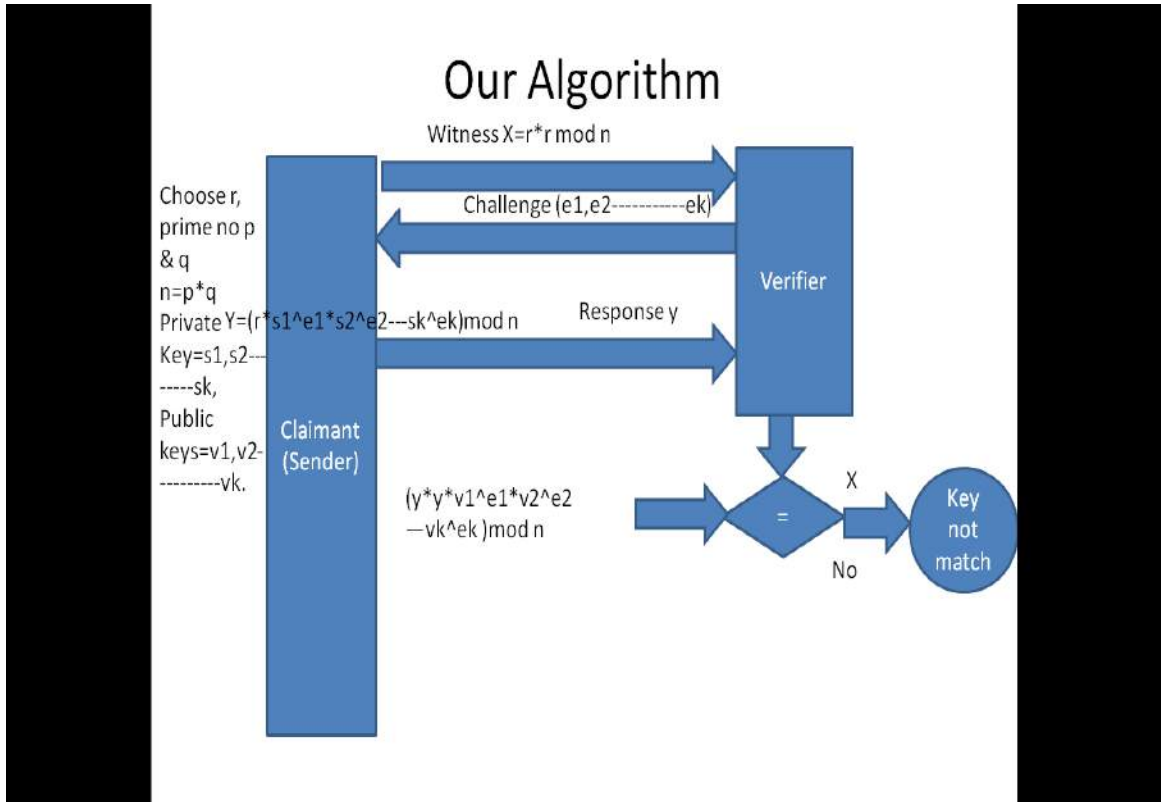 Our Algorithm
Witness X=r*r mod n
Choose r,
prime no p
& q
n=p*q
Private
Key=s1,s2---
-----sk,
Public
keys=v1,v2-
---------vk.
Challenge (e1,e2-----------ek)
Y=(r*s1^e1*s2^e2---sk^ek)mod n
Response y
Claimant
(Sender)
Verifier
(y*y*v1^e1*v2^e2
—vk^ek )mod n
=
X
No
Key
not
match